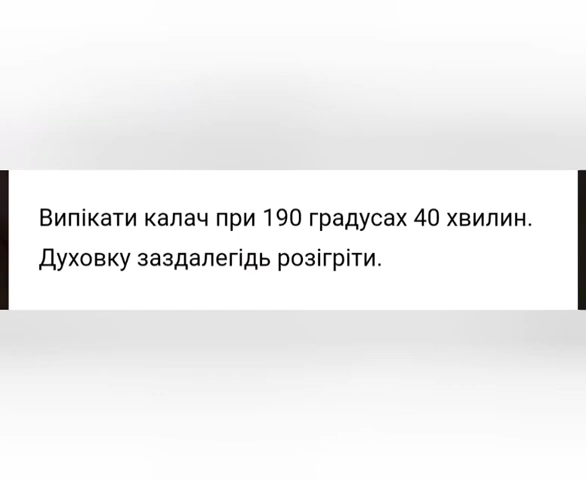 Випікати калач при 190 градусах 40 хвилин.
Духовку заздалегідь розігріти.